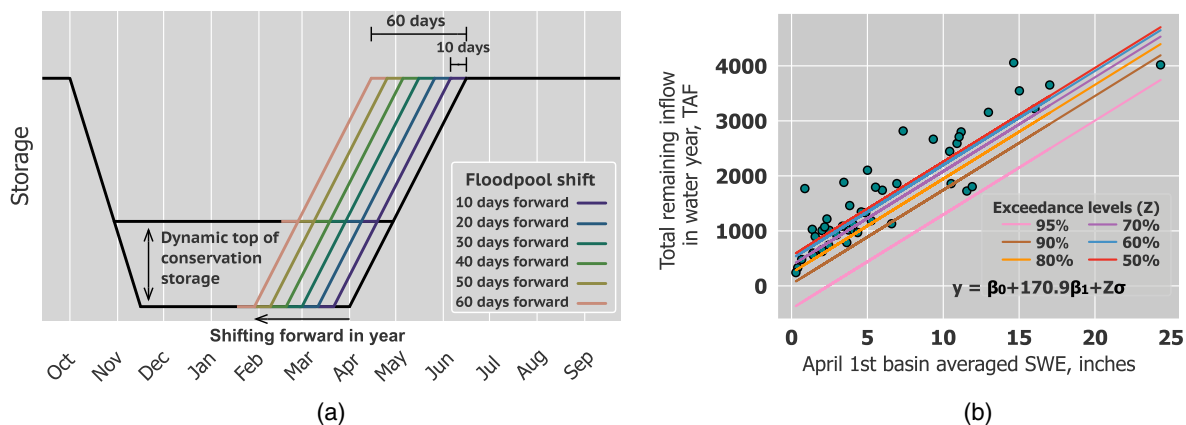 60 days
10 days
Storage
Dynamic top of
conservation
storage
Floodpool shift
10 days forward
20 days forward
30 days forward
40 days forward
50 days forward
60 days forward
Shifting forward in year
Oct Nov Dec Jan Feb Mar Apr May Jun Jul Aug Sep
(a)
Total remaining inflow
in water year, TAF
4000
3000
2000
1000
0
Exceedance levels (Z)
95% 70%
90% 60%
80% 50%
y = β₀+170.9β₁+Zσ
0 5 10 15 20 25
April 1st basin averaged SWE, inches
(b)